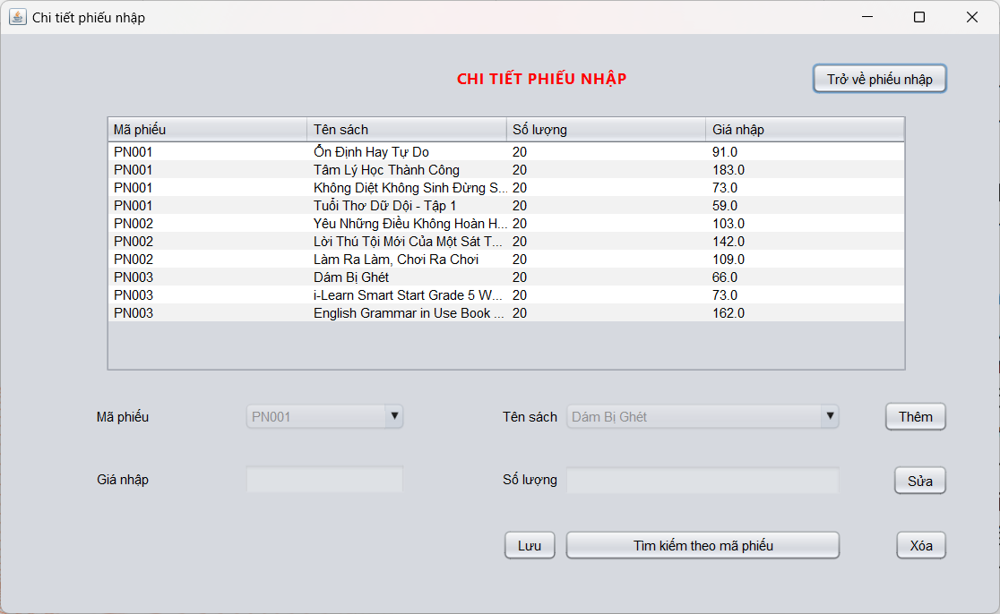 Chi tiết phiếu nhập
CHI TIẾT PHIẾU NHẬP
Trở về phiếu nhập
Mã phiếu Tên sách Số lượng Giá nhập
PN001 Ổn Định Hay Tự Do 20 91.0
PN001 Tâm Lý Học Thành Công 20 183.0
PN001 Không Diệt Không Sinh Đừng S... 20 73.0
PN001 Tuổi Thơ Dữ Dội - Tập 1 20 59.0
PN002 Yêu Những Điều Không Hoàn H... 20 103.0
PN002 Lời Thú Tội Mới Của Một Sát T... 20 142.0
PN002 Làm Ra Làm, Chơi Ra Chơi 20 109.0
PN003 Dám Bị Ghét 20 66.0
PN003 i-Learn Smart Start Grade 5 W... 20 73.0
PN003 English Grammar in Use Book ... 20 162.0
Mã phiếu PN001 Tên sách Dám Bị Ghét Thêm
Giá nhập Số lượng Sửa
Lưu Tìm kiếm theo mã phiếu Xóa